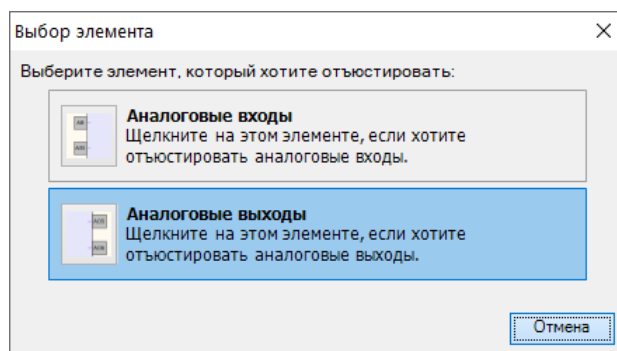 Выбор элемента
Выберите элемент, который хотите отъюстировать:
Аналоговые входы
Щелкните на этом элементе, если хотите
отъюстировать аналоговые входы.
Аналоговые выходы
Щелкните на этом элементе, если хотите
отъюстировать аналоговые выходы.
Отмена